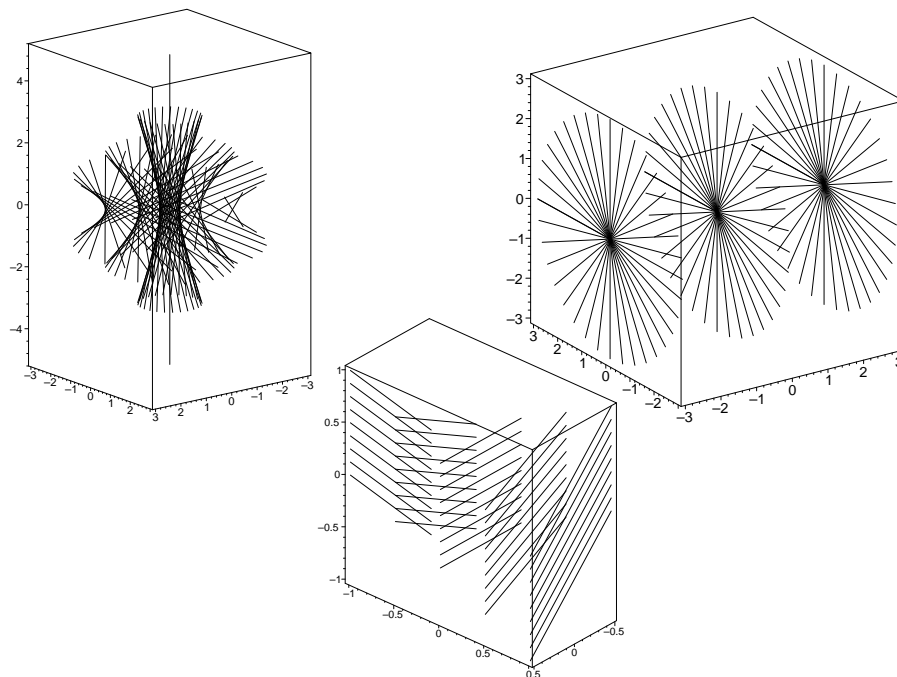 4
2
0
–2
–4
–3 –2 –1 0 1 2 3
2 1 0 –1 –2 –3
3
2
1
0
–1
–2
–3
3 2 1 0 –1 –2 –3
–2 –1 0 1 2 3
1
0.5
0
–0.5
–1
–1 –0.5 0 0.5
0.5 0 –0.5